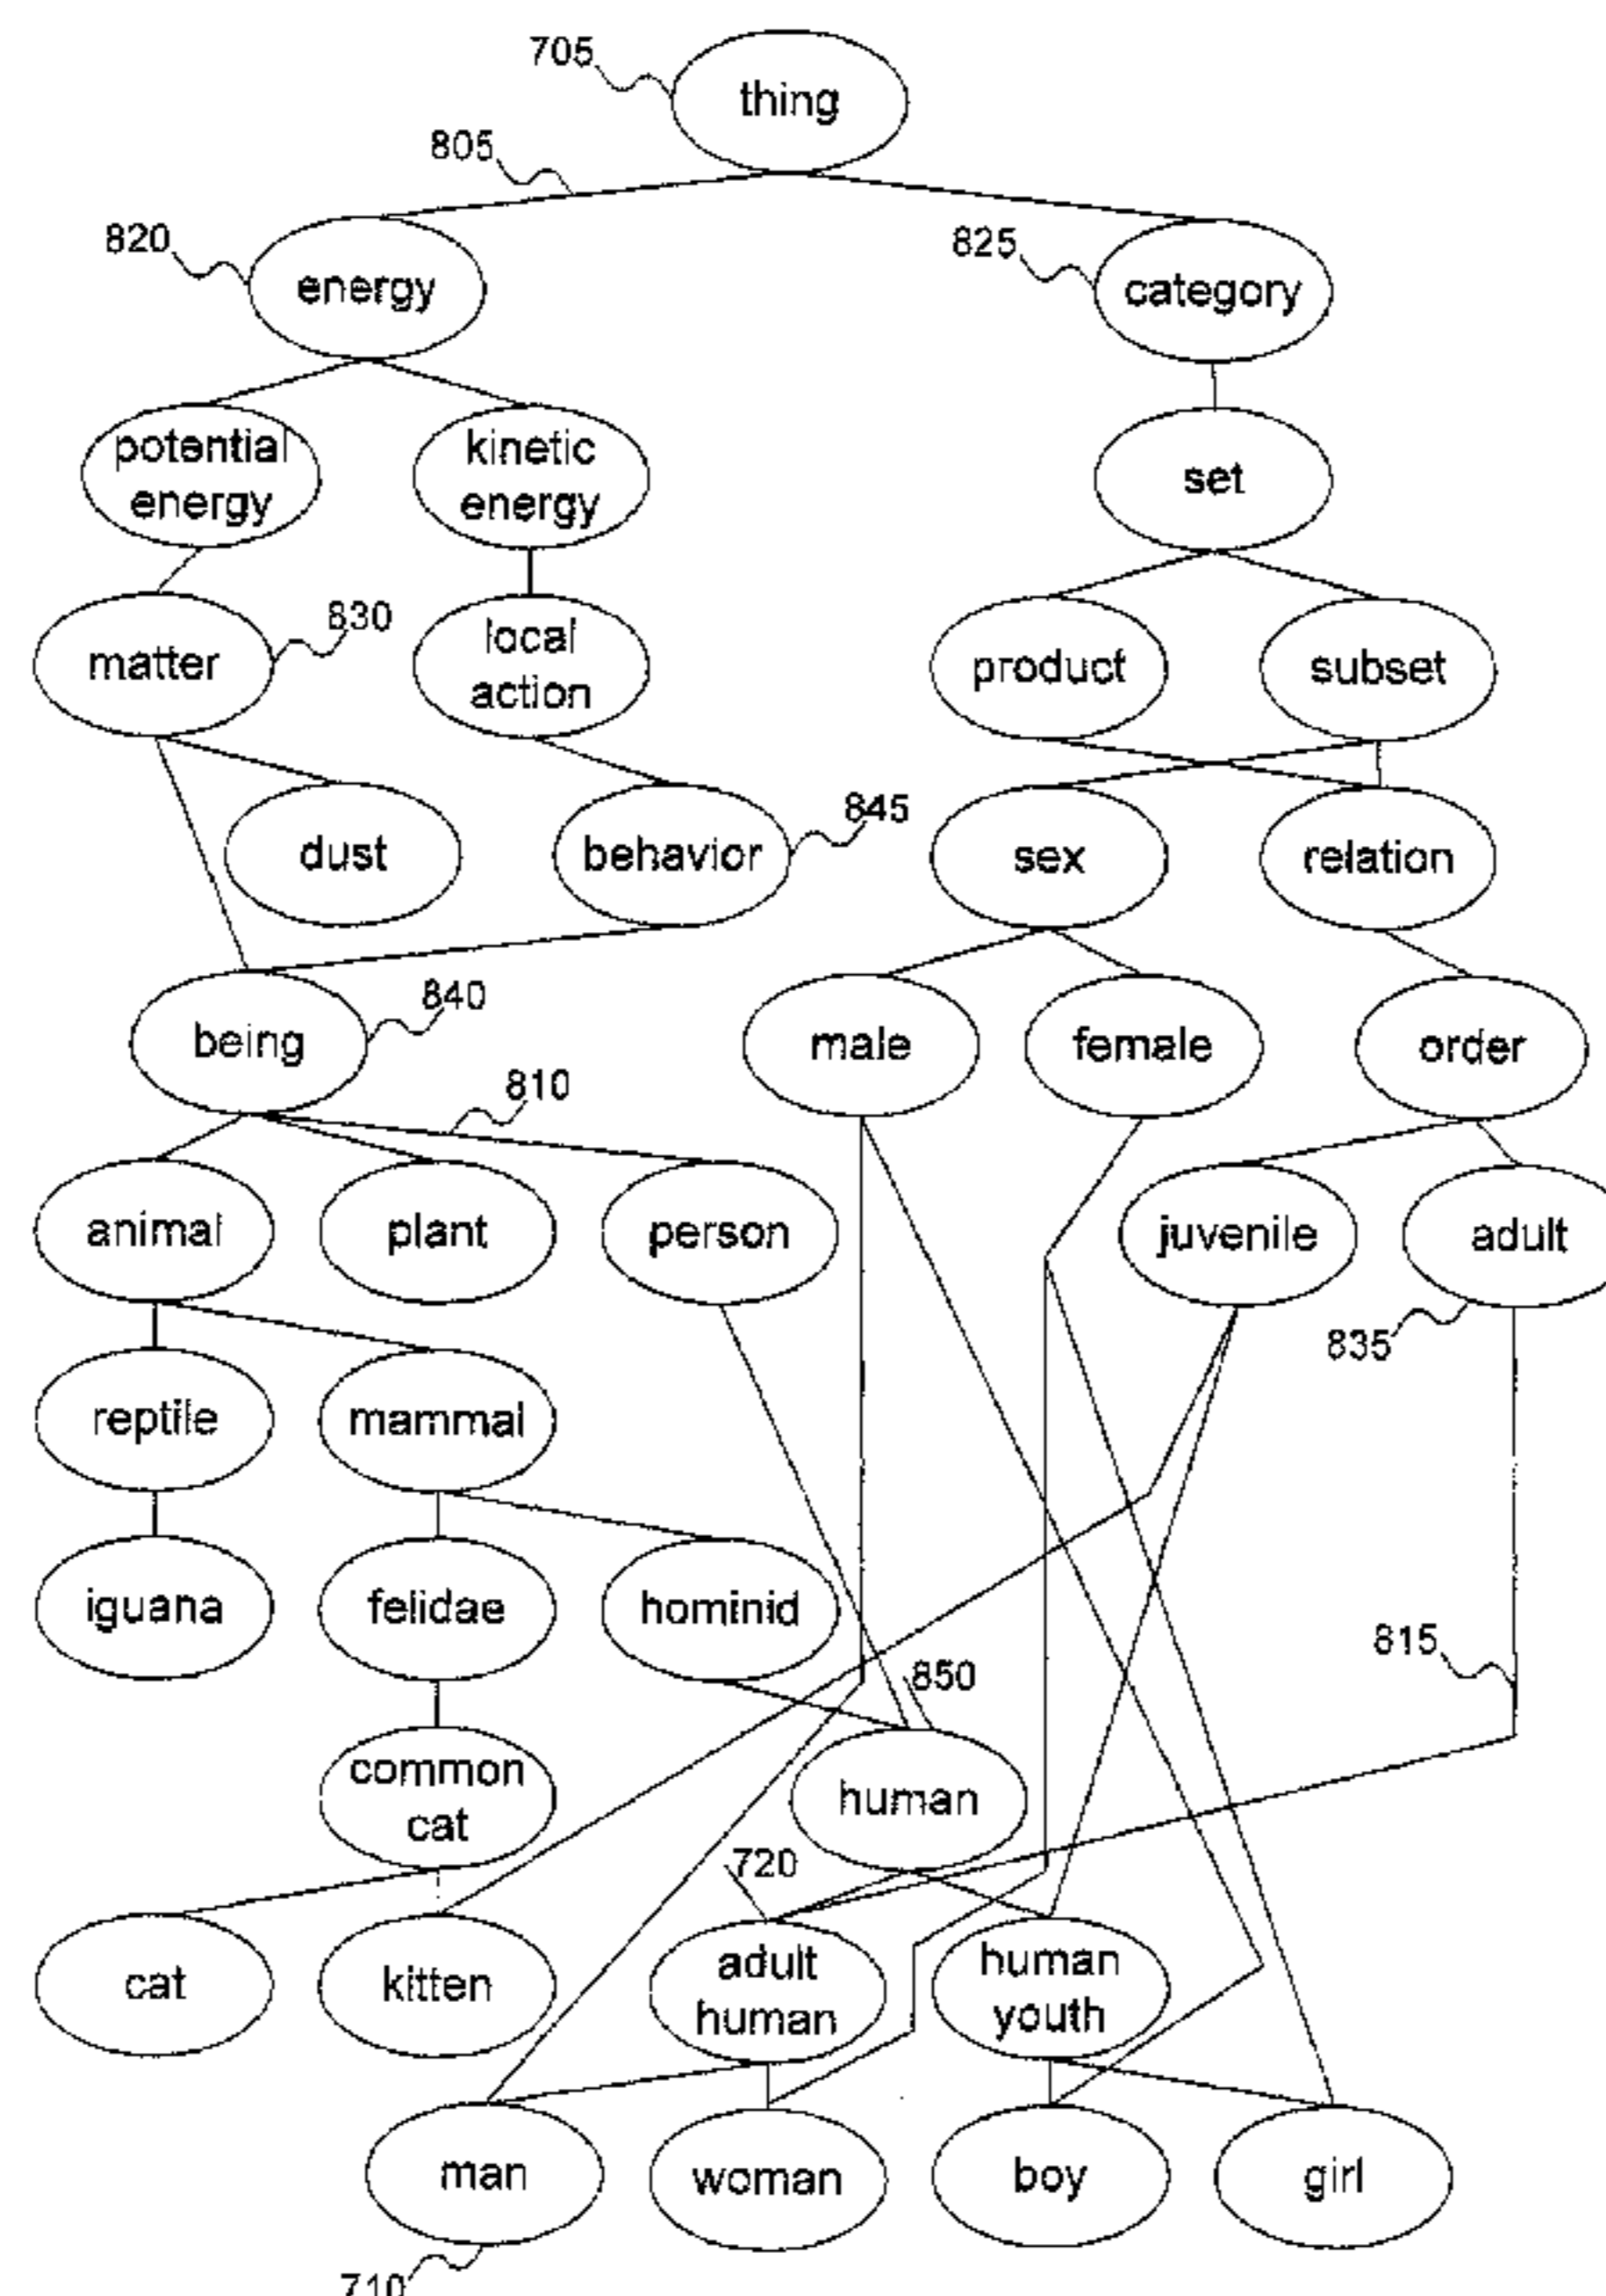 705
thing
805
820
energy
825
category
potential
energy
kinetic
energy
set
matter
830
local
action
product
subset
dust
behavior
845
sex
relation
being
840
male
female
order
810
animal
plant
person
juvenile
adult
835
reptile
mammal
iguana
felidae
hominid
815
850
common
cat
human
720
cat
kitten
adult
human
human
youth
man
woman
boy
girl
710